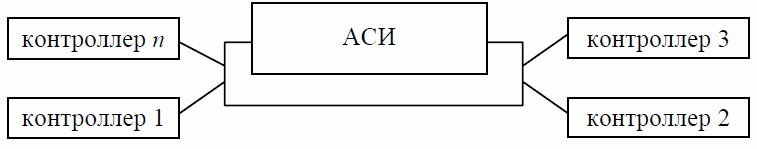 контроллер n
АСИ
контроллер 3
контроллер 1
контроллер 2